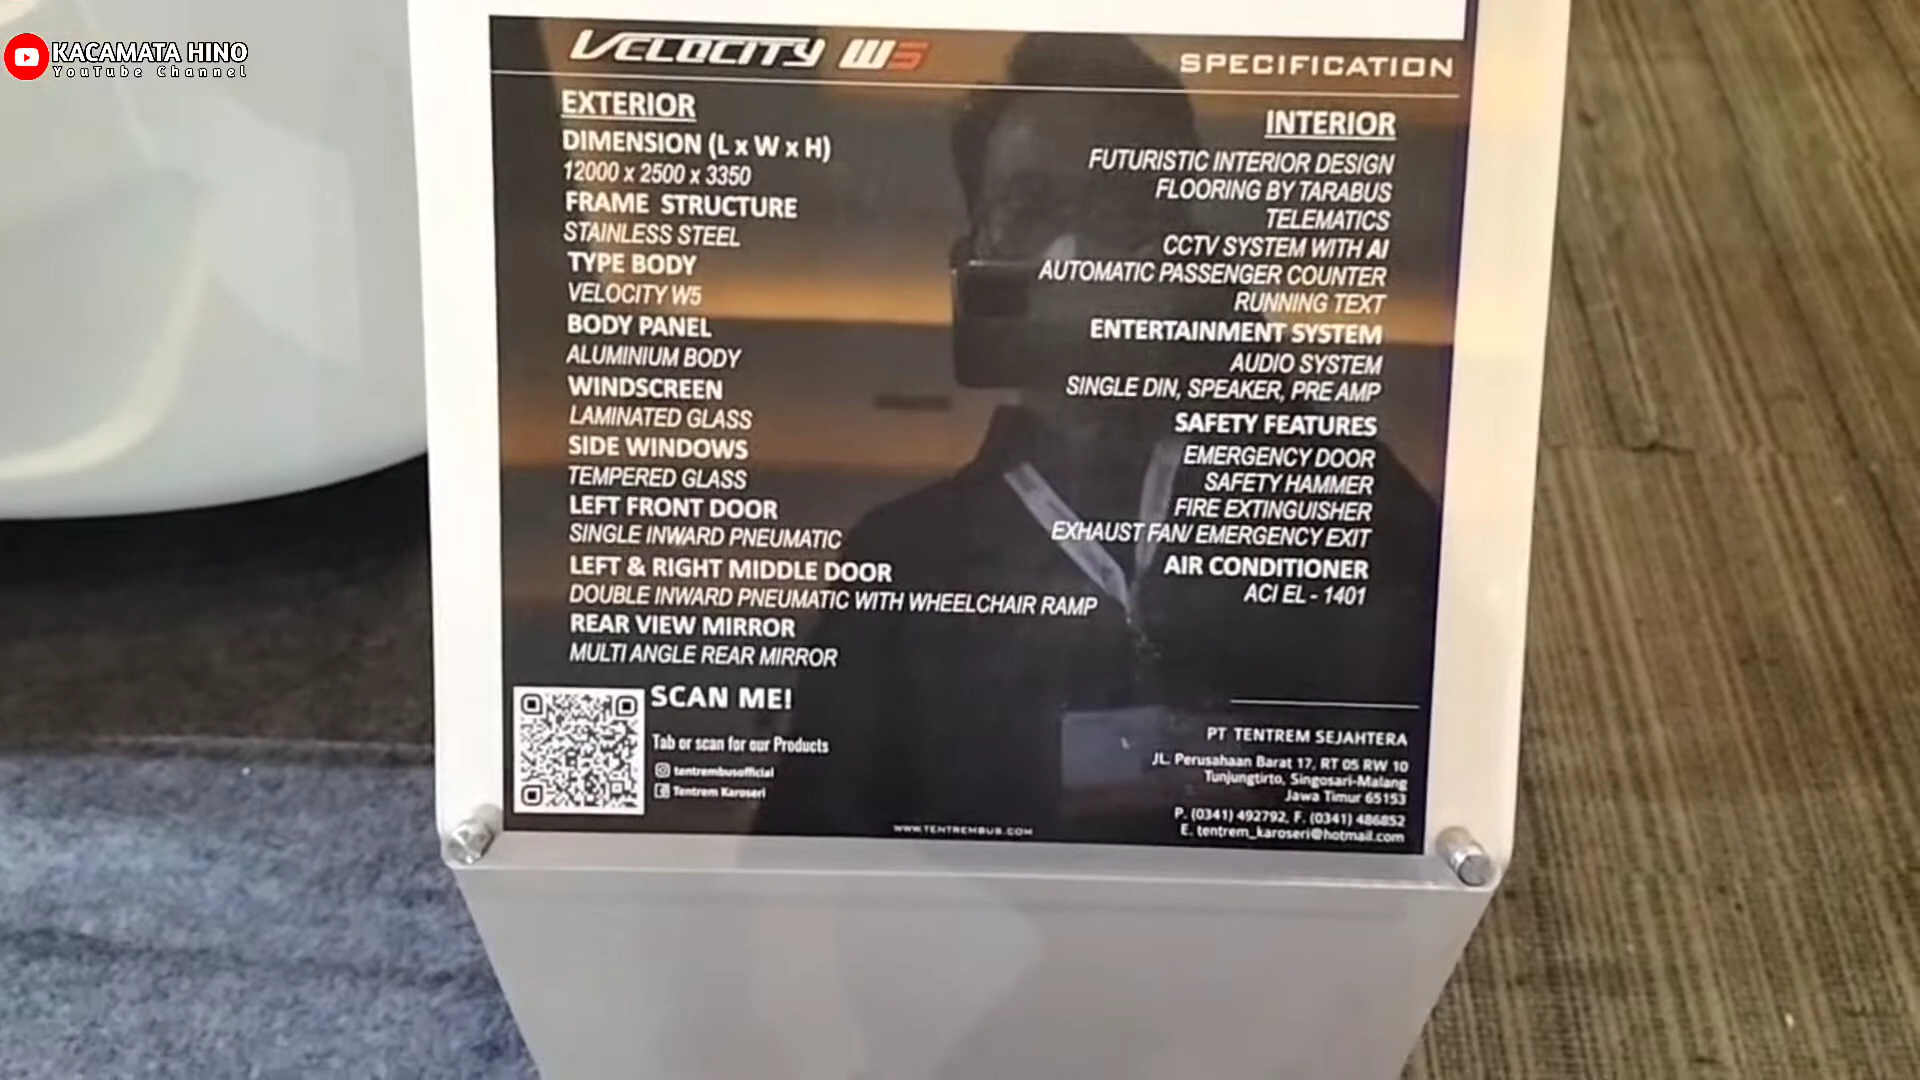 KACAMATA HINO
YouTube Channel
VELOCITY W5
SPECIFICATION
EXTERIOR
DIMENSION (L x W x H)
12000 x 2500 x 3350
FRAME STRUCTURE
STAINLESS STEEL
TYPE BODY
VELOCITY W5
BODY PANEL
ALUMINIUM BODY
WINDSCREEN
LAMINATED GLASS
SIDE WINDOWS
TEMPERED GLASS
LEFT FRONT DOOR
SINGLE INWARD PNEUMATIC
LEFT & RIGHT MIDDLE DOOR
DOUBLE INWARD PNEUMATIC WITH WHEELCHAIR RAMP
REAR VIEW MIRROR
MULTI ANGLE REAR MIRROR
INTERIOR
FUTURISTIC INTERIOR DESIGN
FLOORING BY TARABUS
TELEMATICS
CCTV SYSTEM WITH AI
AUTOMATIC PASSENGER COUNTER
RUNNING TEXT
ENTERTAINMENT SYSTEM
AUDIO SYSTEM
SINGLE DIN, SPEAKER, PRE AMP
SAFETY FEATURES
EMERGENCY DOOR
SAFETY HAMMER
FIRE EXTINGUISHER
EXHAUST FAN/ EMERGENCY EXIT
AIR CONDITIONER
ACI EL - 1401
SCAN ME!
Tab or scan for our Products
tentrembusofficial
Tentrem Karoseri
WWW.TENTREMBUS.COM
PT TENTREM SEJAHTERA
JL. Perusahaan Barat 17, RT 05 RW 10
Tunjungtirto, Singosari-Malang
Jawa Timur 65153
P. (0341) 492792, F. (0341) 486852
E. tentrem_karoseri@hotmail.com